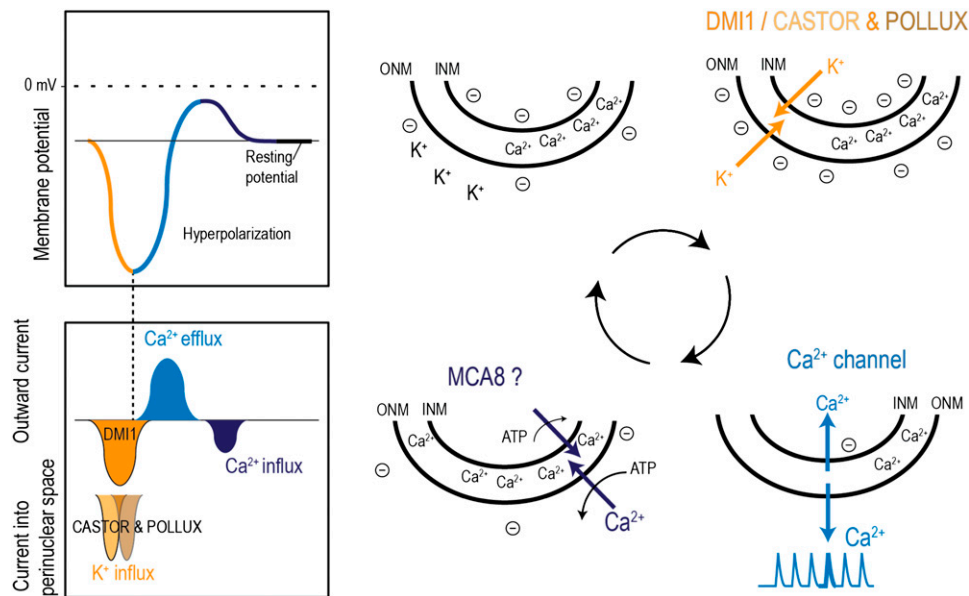 0 mV
Membrane potential
Resting
potential
Hyperpolarization
Outward current
Current into
perinuclear space
Ca²⁺ efflux
DMI1
Ca²⁺ influx
CASTOR & POLLUX
K⁺ influx
ONM INM
Ca²⁺
Ca²⁺
Ca²⁺
Ca²⁺
K⁺
K⁺
K⁺
DMI1 / CASTOR & POLLUX
ONM INM
K⁺
Ca²⁺
Ca²⁺
Ca²⁺
Ca²⁺
K⁺
MCA8 ?
ONM INM
ATP
Ca²⁺
Ca²⁺
Ca²⁺
Ca²⁺
Ca²⁺
Ca²⁺
ATP
Ca²⁺
Ca²⁺ channel
Ca²⁺
INM ONM
Ca²⁺
Ca²⁺
Ca²⁺